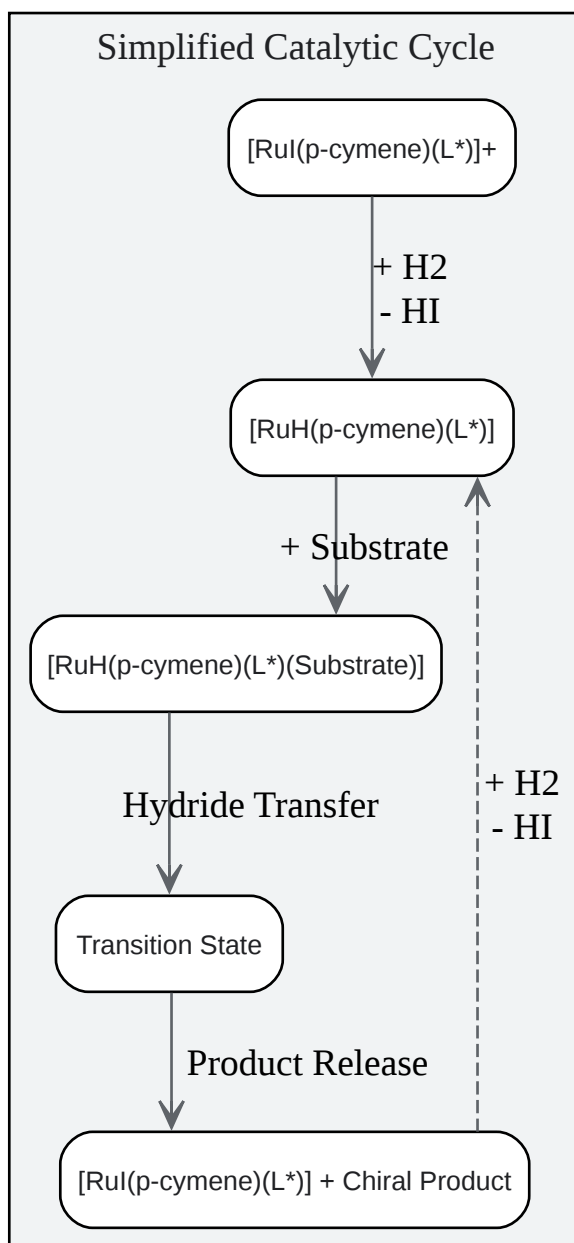 Simplified Catalytic Cycle
[RuI(p-cymene)(L*)]+
+ H2
- HI
[RuH(p-cymene)(L*)]
+ Substrate
[RuH(p-cymene)(L*)(Substrate)]
Hydride Transfer
+ H2
- HI
Transition State
Product Release
[RuI(p-cymene)(L*)] + Chiral Product